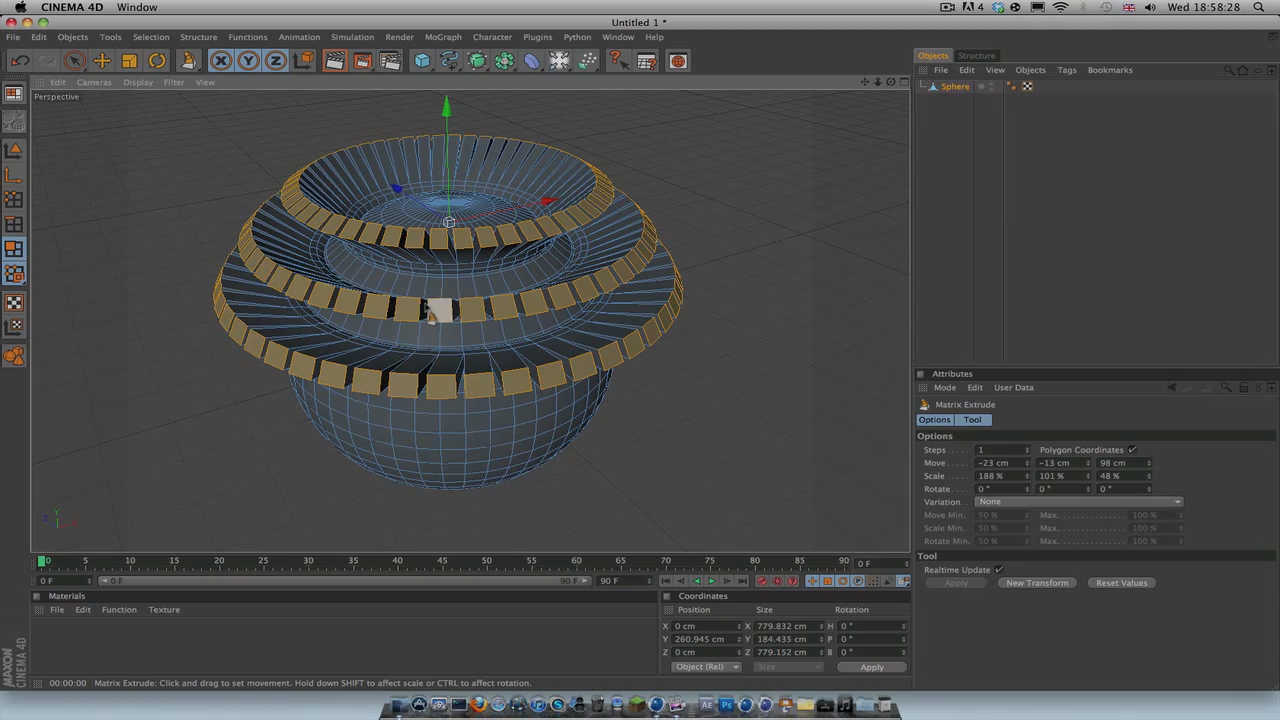 CINEMA 4D Window 4 Wed 18:58:28
Untitled 1 *
File Edit Objects Tools Selection Structure Functions Animation Simulation Render MoGraph Character Plugins Python Window Help
Objects Structure
Edit Cameras Display Filter View
File Edit View Objects Tags Bookmarks
Perspective
Sphere
Attributes
Mode Edit User Data
Matrix Extrude
Options Tool
Options
Steps 1 Polygon Coordinates
Move -23 cm -13 cm 98 cm
Scale 188 % 101 % 48 %
Rotate 0 ° 0 ° 0 °
Variation None
Move Min. 50 % Max. 100 %
Scale Min. 50 % Max. 100 %
Rotate Min. 50 % Max. 100 %
Tool
Realtime Update
Apply New Transform Reset Values
Y
Z X
0 5 10 15 20 25 30 35 40 45 50 55 60 65 70 75 80 85 90 0 F
0 F 0 F 90 F 90 F
Materials
File Edit Function Texture
Coordinates
Position Size Rotation
X 0 cm X 779.832 cm H 0 °
Y 260.945 cm Y 184.435 cm P 0 °
Z 0 cm Z 779.152 cm B 0 °
Object (Rel) Size Apply
MAXON
CINEMA 4D
00:00:00 Matrix Extrude: Click and drag to set movement. Hold down SHIFT to affect scale or CTRL to affect rotation.
Ae Ps